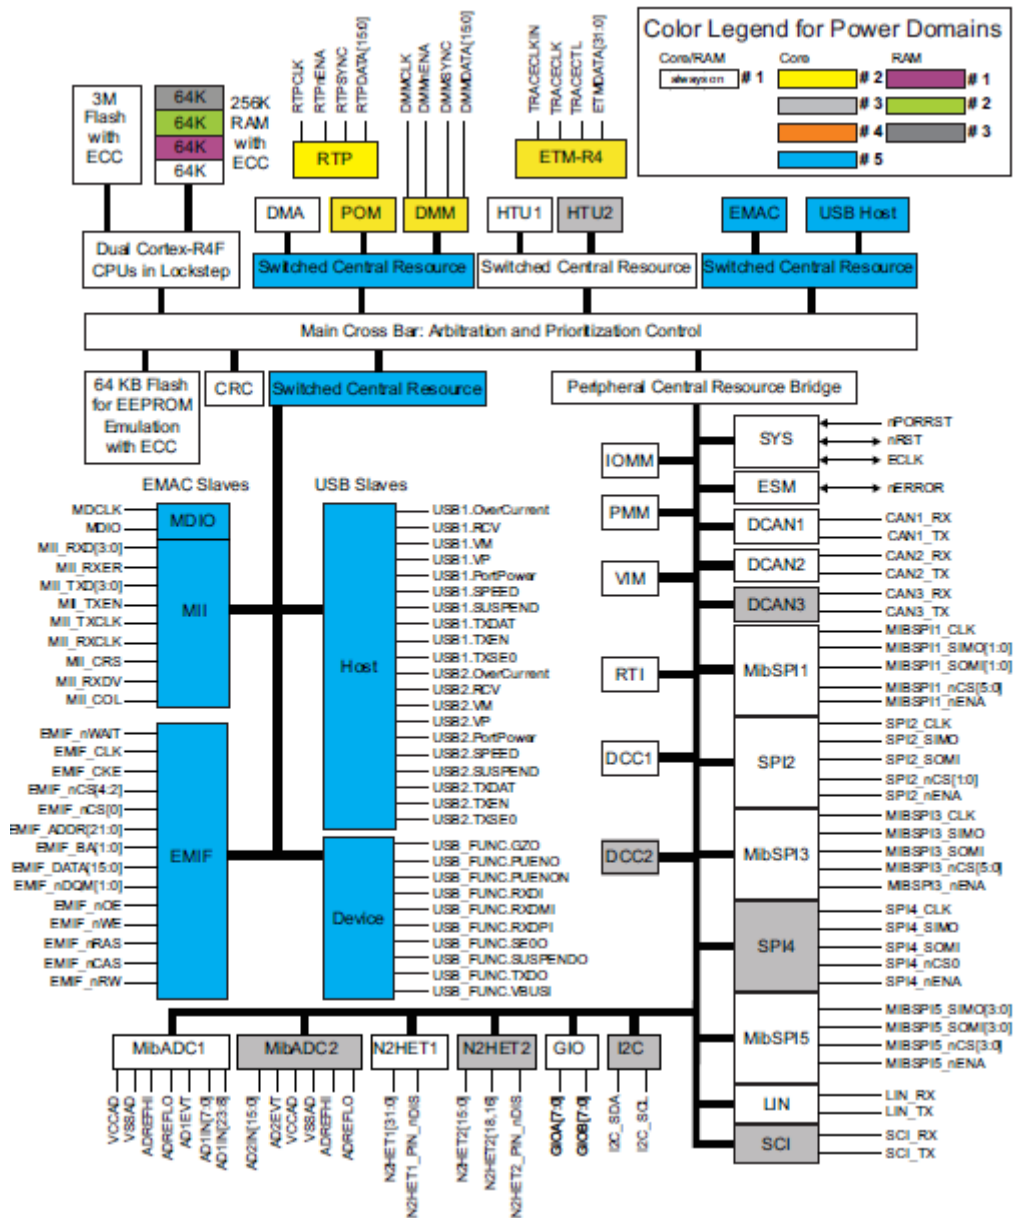 Color Legend for Power Domains
Core/RAM
Core
RAM
always on
# 1
# 2
# 3
# 4
# 5
# 1
# 2
# 3
3M
Flash
with
ECC
64K
64K
64K
64K
256K
RAM
with
ECC
RTPCLK
RTPnENA
RTPSYNC
RTPDATA[15:0]
DMMCLK
DMMnENA
DMMSYNC
DMMDATA[15:0]
TRACECLKIN
TRACECLK
TRACECTL
ETMDATA[31:0]
RTP
ETM-R4
DMA
POM
DMM
HTU1
HTU2
EMAC
USB Host
Dual Cortex-R4F
CPUs in Lockstep
Switched Central Resource
Switched Central Resource
Switched Central Resource
Main Cross Bar: Arbitration and Prioritization Control
64 KB Flash
for EEPROM
Emulation
with ECC
CRC
Switched Central Resource
Peripheral Central Resource Bridge
EMAC Slaves
USB Slaves
MDCLK
MDIO
MII_RXD[3:0]
MII_RXER
MII_TXD[3:0]
MII_TXEN
MII_TXCLK
MII_RXCLK
MII_CRS
MII_RXDV
MII_COL
MDIO
MII
EMIF_nWAIT
EMIF_CLK
EMIF_CKE
EMIF_nCS[4:2]
EMIF_nCS[0]
EMIF_ADDR[21:0]
EMIF_BA[1:0]
EMIF_DATA[15:0]
EMIF_nDQM[1:0]
EMIF_nOE
EMIF_nWE
EMIF_nRAS
EMIF_nCAS
EMIF_nRW
EMIF
Host
USB1.OverCurrent
USB1.RCV
USB1.VM
USB1.VP
USB1.PortPower
USB1.SPEED
USB1.SUSPEND
USB1.TXDAT
USB1.TXEN
USB1.TXSE0
USB2.OverCurrent
USB2.RCV
USB2.VM
USB2.VP
USB2.PortPower
USB2.SPEED
USB2.SUSPEND
USB2.TXDAT
USB2.TXEN
USB2.TXSE0
Device
USB_FUNC.GZO
USB_FUNC.PUENO
USB_FUNC.PUENON
USB_FUNC.RXDI
USB_FUNC.RXDMI
USB_FUNC.RXDPI
USB_FUNC.SE0O
USB_FUNC.SUSPENDO
USB_FUNC.TXDO
USB_FUNC.VBUSI
IOMM
PMM
VIM
RTI
DCC1
DCC2
SYS
nPORRST
nRST
ECLK
ESM
nERROR
DCAN1
CAN1_RX
CAN1_TX
DCAN2
CAN2_RX
CAN2_TX
DCAN3
CAN3_RX
CAN3_TX
MibSPI1
MIBSPI1_CLK
MIBSPI1_SIMO[1:0]
MIBSPI1_SOMI[1:0]
MIBSPI1_nCS[5:0]
MIBSPI1_nENA
SPI2
SPI2_CLK
SPI2_SIMO
SPI2_SOMI
SPI2_nCS[1:0]
SPI2_nENA
MibSPI3
MIBSPI3_CLK
MIBSPI3_SIMO
MIBSPI3_SOMI
MIBSPI3_nCS[5:0]
MIBSPI3_nENA
SPI4
SPI4_CLK
SPI4_SIMO
SPI4_SOMI
SPI4_nCS0
SPI4_nENA
MibSPI5
MIBSPI5_SIMO[3:0]
MIBSPI5_SOMI[3:0]
MIBSPI5_nCS[3:0]
MIBSPI5_nENA
LIN
LIN_RX
LIN_TX
SCI
SCI_RX
SCI_TX
MibADC1
MibADC2
N2HET1
N2HET2
GIO
I2C
VCCAD
VSSAD
ADREFHI
ADREFLO
AD1EVT
AD1IN[7:0]
AD1IN[23:8]
AD2IN[15:0]
AD2EVT
VCCAD
VSSAD
ADREFHI
ADREFLO
N2HET1[31:0]
N2HET1_PIN_nDIS
N2HET2[15:0]
N2HET2[18,16]
N2HET2_PIN_nDIS
GIOA[7:0]
GIOB[7:0]
I2C_SDA
I2C_SCL